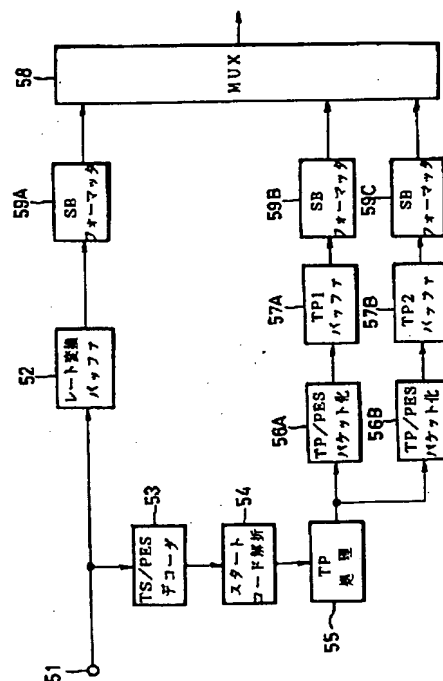 51
52
レート変換
バッファ
59A
SB
フォーマッタ
58
MUX
53
TS/PES
デコーダ
54
スタート
コード解析
55
TP
処理
56A
TP/PES
パケット化
57A
TP1
バッファ
59B
SB
フォーマッタ
56B
TP/PES
パケット化
57B
TP2
バッファ
59C
SB
フォーマッタ